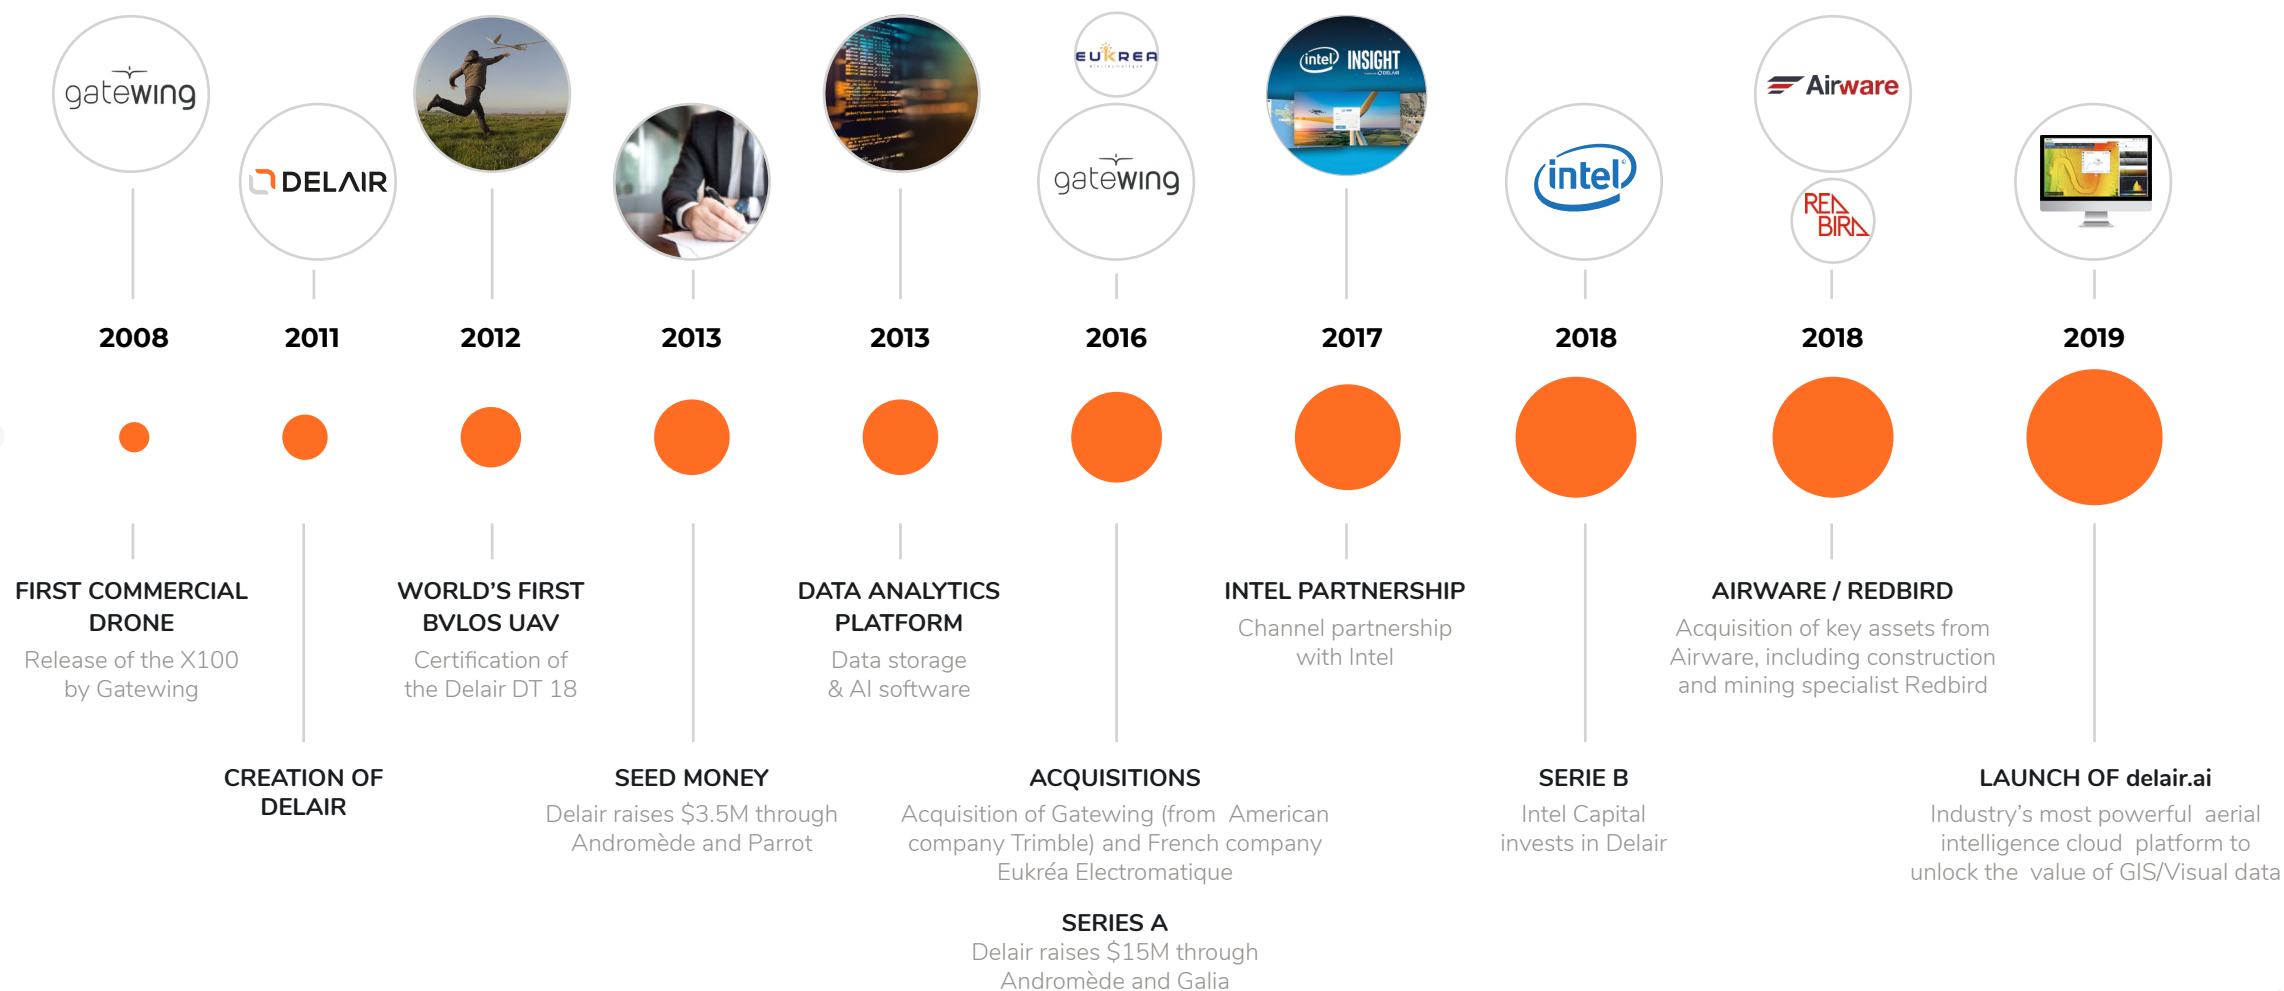 gatewing
DELAIR
EUKREA
gatewing
intel INSIGHT
DELAIR
intel
Airware
RED
BIRD
2008
2011
2012
2013
2013
2016
2017
2018
2018
2019
FIRST COMMERCIAL
DRONE
Release of the X100
by Gatewing
CREATION OF
DELAIR
WORLD’S FIRST
BVLOS UAV
Certification of
the Delair DT 18
SEED MONEY
Delair raises $3.5M through
Andromède and Parrot
DATA ANALYTICS
PLATFORM
Data storage
& AI software
ACQUISITIONS
Acquisition of Gatewing (from American
company Trimble) and French company
Eukréa Electromatique
SERIES A
Delair raises $15M through
Andromède and Galia
INTEL PARTNERSHIP
Channel partnership
with Intel
SERIE B
Intel Capital
invests in Delair
AIRWARE / REDBIRD
Acquisition of key assets from
Airware, including construction
and mining specialist Redbird
LAUNCH OF delair.ai
Industry’s most powerful aerial
intelligence cloud platform to
unlock the value of GIS/Visual data